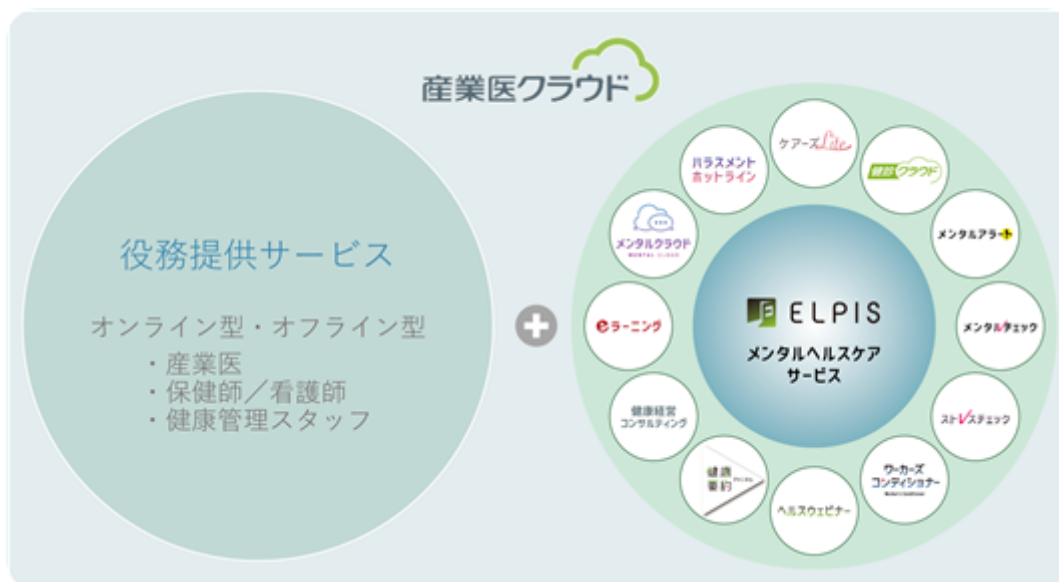 産業医クラウド
役務提供サービス
オンライン型・オフライン型
・産業医
・保健師／看護師
・健康管理スタッフ
ELPIS
メンタルヘルスケア
サービス
ケアーズLite
健診クラウド
メンタルアラート
メンタルチェック
ストレスチェック
ワーカーズ
コンディショナー
ヘルスウェビナー
健康
要約
健康経営
コンサルティング
eラーニング
メンタルクラウド
MENTAL CLOUD
ハラスメント
ホットライン